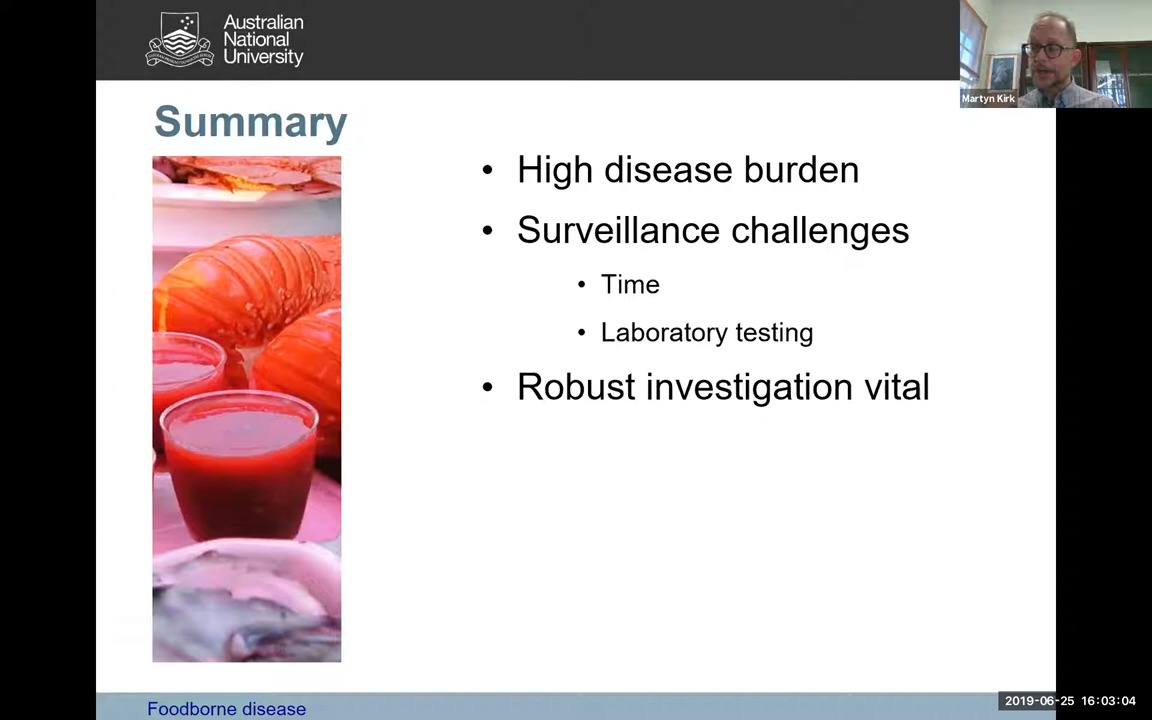 Australian
National
University
Martyn Kirk
Summary
• High disease burden
• Surveillance challenges
• Time
• Laboratory testing
• Robust investigation vital
Foodborne disease
2019-06-25 16:03:04